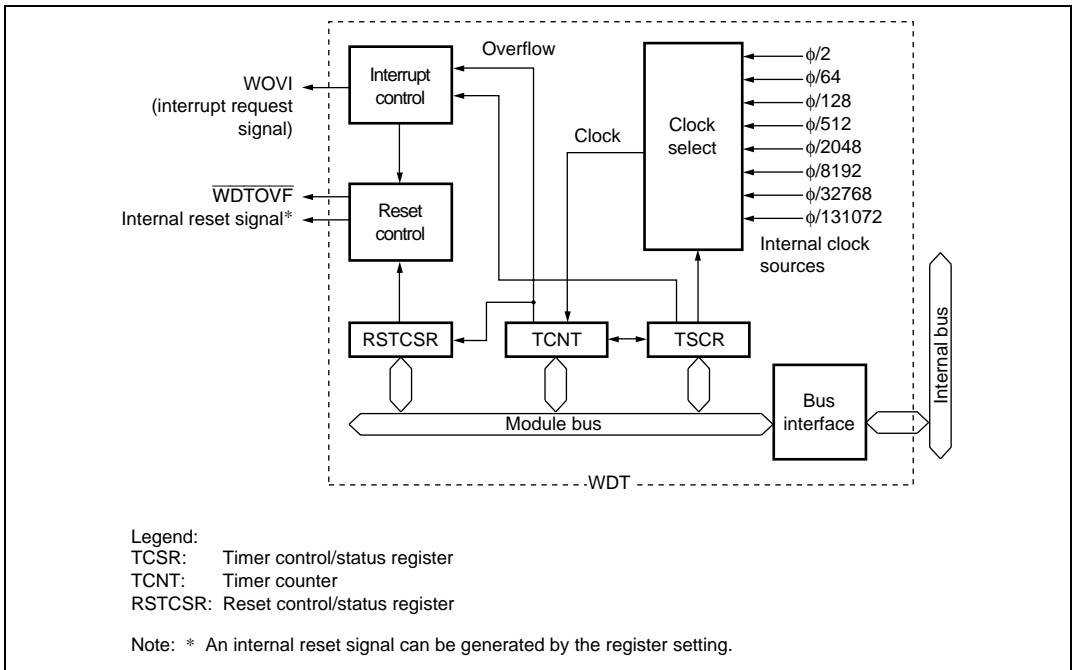 Overflow
WOVI
(interrupt request
signal)
Interrupt
control
WDTOVF
Internal reset signal*
Reset
control
Clock
Clock
select
ϕ/2
ϕ/64
ϕ/128
ϕ/512
ϕ/2048
ϕ/8192
ϕ/32768
ϕ/131072
Internal clock
sources
RSTCSR
TCNT
TSCR
Module bus
Bus
interface
Internal bus
WDT
Legend:
TCSR: Timer control/status register
TCNT: Timer counter
RSTCSR: Reset control/status register
Note: * An internal reset signal can be generated by the register setting.